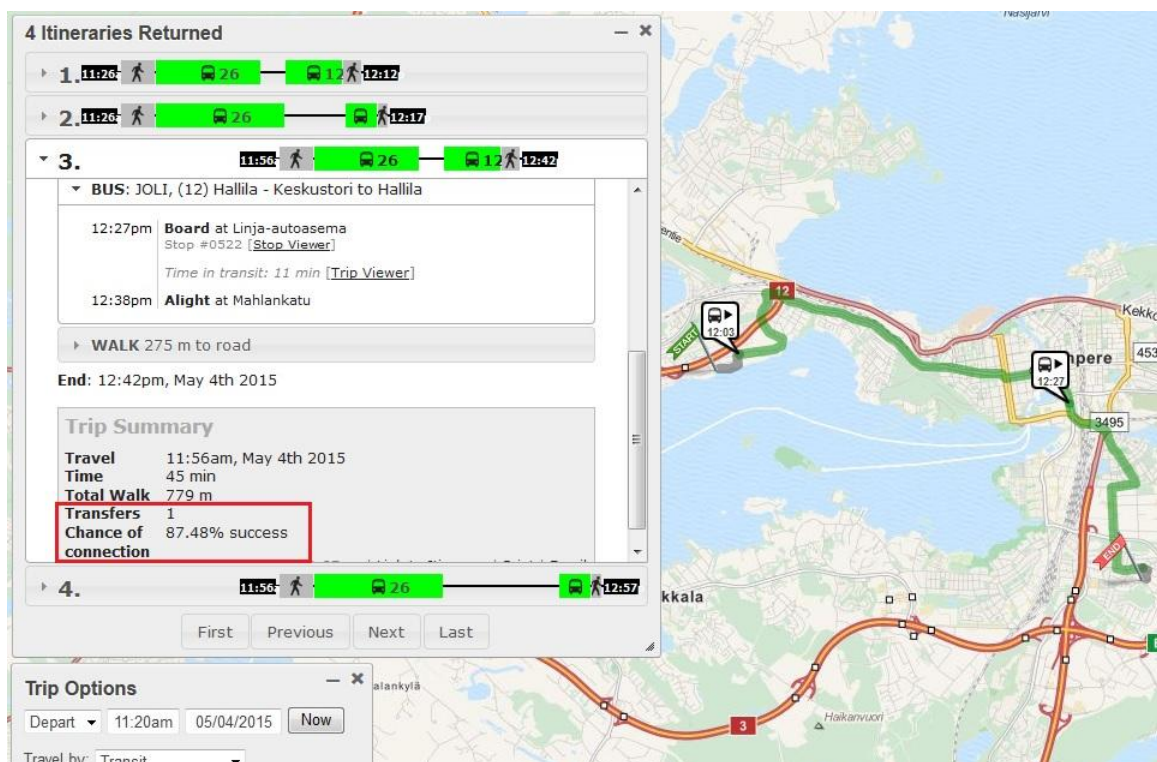 4 Itineraries Returned
1. 11:26 26 12 12:12
2. 11:26 26 12:17
3. 11:56 26 12 12:42
BUS: JOLI, (12) Hallila - Keskustori to Hallila
12:27pm Board at Linja-autoasema
Stop #0522 [Stop Viewer]
Time in transit: 11 min [Trip Viewer]
12:38pm Alight at Mahlankatu
WALK 275 m to road
End: 12:42pm, May 4th 2015
Trip Summary
Travel 11:56am, May 4th 2015
Time 45 min
Total Walk 779 m
Transfers 1
Chance of 87.48% success
connection
4. 11:56 26 12:57
First Previous Next Last
Trip Options
Depart 11:20am 05/04/2015 Now
Travel by: Transit
Näsijärvi
12
START
12:03
Kekko
453
mpere
12:27
3495
END
kkala
alankylä
Haikanvuori
3